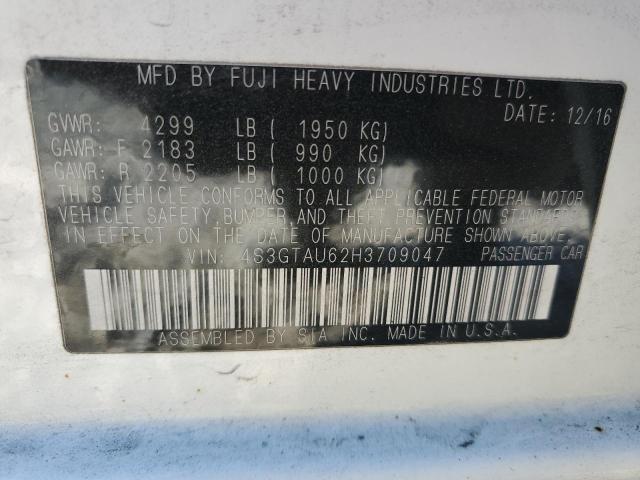 MFD BY FUJI HEAVY INDUSTRIES LTD.
DATE: 12/16
GVWR: 4299 LB ( 1950 KG)
GAWR: F 2183 LB ( 990 KG)
GAWR: R 2205 LB ( 1000 KG)
THIS VEHICLE CONFORMS TO ALL APPLICABLE FEDERAL MOTOR
VEHICLE SAFETY, BUMPER, AND THEFT PREVENTION STANDARDS
IN EFFECT ON THE DATE OF MANUFACTURE SHOWN ABOVE.
VIN: 4S3GTAU62H3709047 PASSENGER CAR
ASSEMBLED BY SIA INC. MADE IN U.S.A.